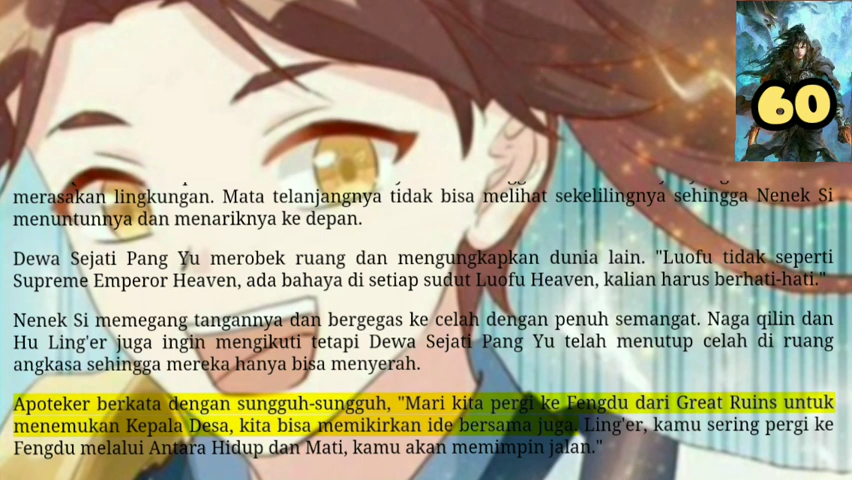 60
merasakan lingkungan. Mata telanjangnya tidak bisa melihat sekelilingnya sehingga Nenek Si
menuntunnya dan menariknya ke depan.
Dewa Sejati Pang Yu merobek ruang dan mengungkapkan dunia lain. "Luofu tidak seperti
Supreme Emperor Heaven, ada bahaya di setiap sudut Luofu Heaven, kalian harus berhati-hati."
Nenek Si memegang tangannya dan bergegas ke celah dengan penuh semangat. Naga qilin dan
Hu Ling'er juga ingin mengikuti tetapi Dewa Sejati Pang Yu telah menutup celah di ruang
angkasa sehingga mereka hanya bisa menyerah.
Apoteker berkata dengan sungguh-sungguh, "Mari kita pergi ke Fengdu dari Great Ruins untuk
menemukan Kepala Desa, kita bisa memikirkan ide bersama juga. Ling'er, kamu sering pergi ke
Fengdu melalui Antara Hidup dan Mati, kamu akan memimpin jalan."